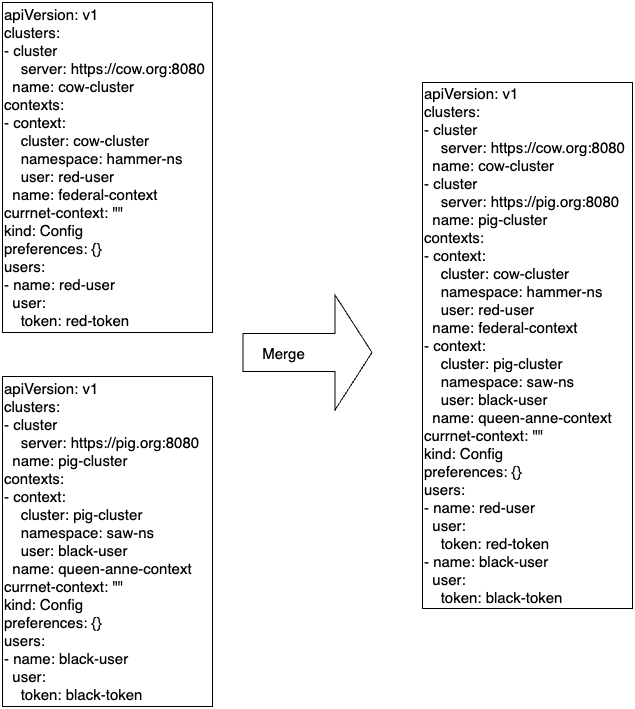 apiVersion: v1
clusters:
- cluster
server: https://cow.org:8080
name: cow-cluster
contexts:
- context:
cluster: cow-cluster
namespace: hammer-ns
user: red-user
name: federal-context
currnet-context: ""
kind: Config
preferences: {}
users:
- name: red-user
user:
token: red-token
apiVersion: v1
clusters:
- cluster
server: https://pig.org:8080
name: pig-cluster
contexts:
- context:
cluster: pig-cluster
namespace: saw-ns
user: black-user
name: queen-anne-context
currnet-context: ""
kind: Config
preferences: {}
users:
- name: black-user
user:
token: black-token
Merge
apiVersion: v1
clusters:
- cluster
server: https://cow.org:8080
name: cow-cluster
- cluster
server: https://pig.org:8080
name: pig-cluster
contexts:
- context:
cluster: cow-cluster
namespace: hammer-ns
user: red-user
name: federal-context
- context:
cluster: pig-cluster
namespace: saw-ns
user: black-user
name: queen-anne-context
currnet-context: ""
kind: Config
preferences: {}
users:
- name: red-user
user:
token: red-token
- name: black-user
user:
token: black-token